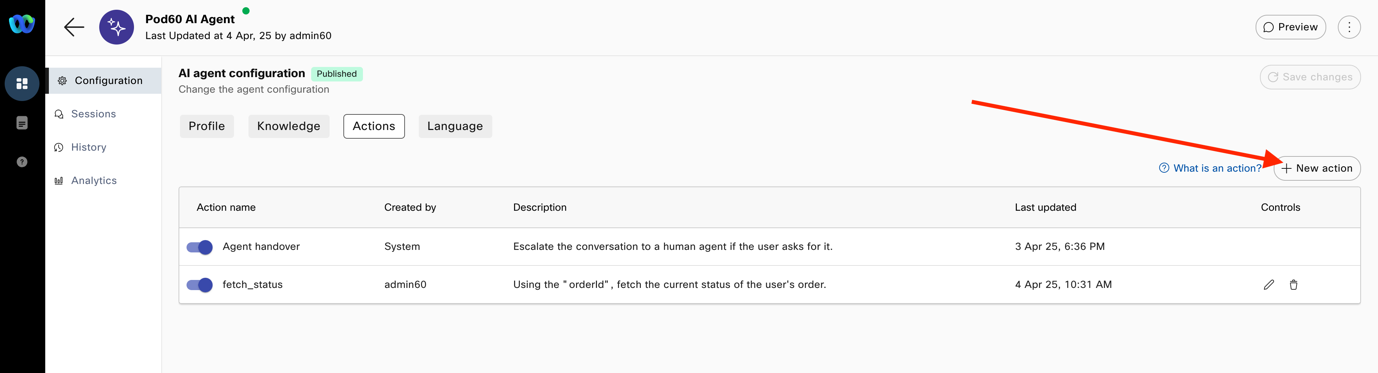 Pod60 AI Agent
Last Updated at 4 Apr, 25 by admin60
Preview
Configuration
Sessions
History
Analytics
AI agent configuration Published
Change the agent configuration
Save changes
Profile Knowledge Actions Language
What is an action? New action
Action name Created by Description Last updated Controls
Agent handover System Escalate the conversation to a human agent if the user asks for it. 3 Apr 25, 6:36 PM
fetch_status admin60 Using the "orderId", fetch the current status of the user's order. 4 Apr 25, 10:31 AM